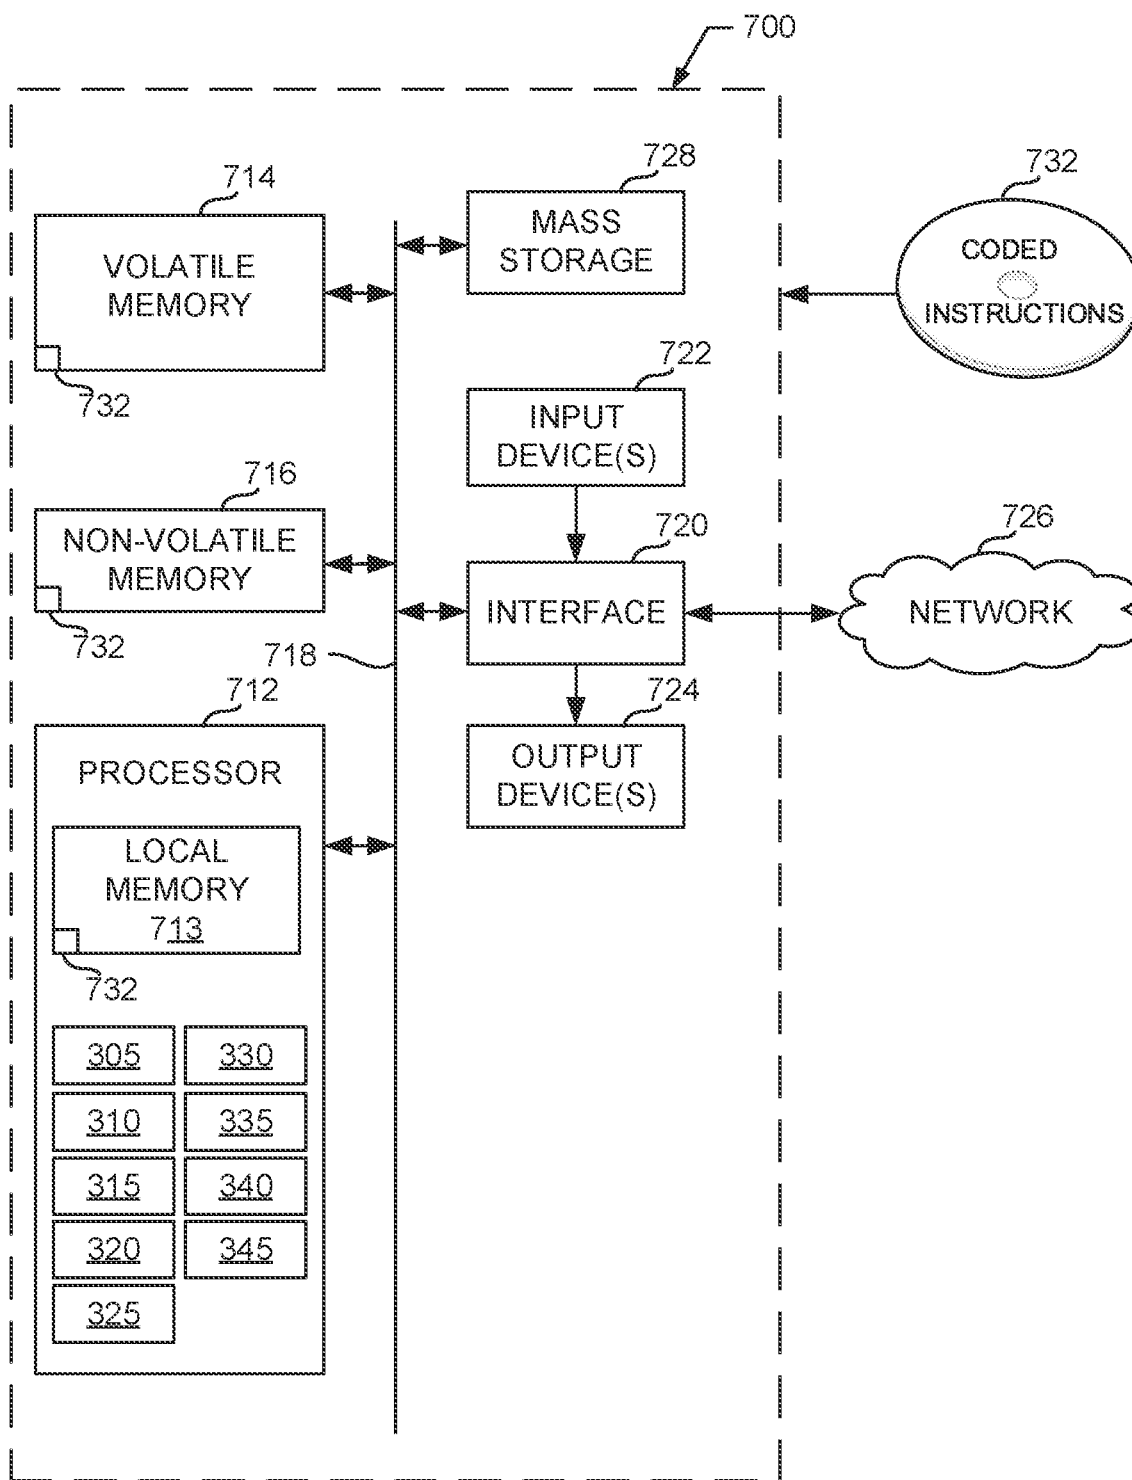 700
714
VOLATILE
MEMORY
732
728
MASS
STORAGE
732
CODED
INSTRUCTIONS
722
INPUT
DEVICE(S)
716
NON-VOLATILE
MEMORY
732
720
INTERFACE
726
NETWORK
718
712
PROCESSOR
LOCAL
MEMORY
713
732
724
OUTPUT
DEVICE(S)
305
330
310
335
315
340
320
345
325